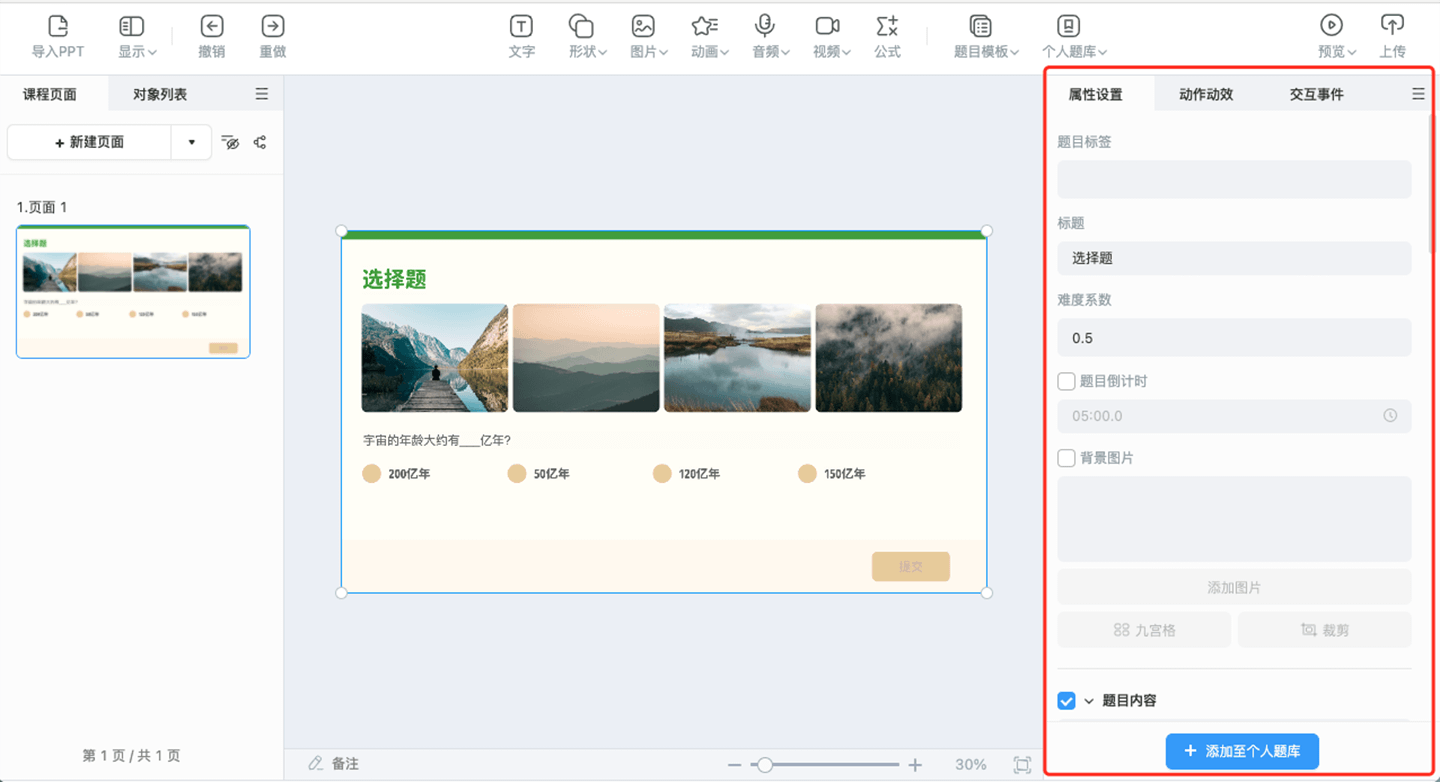 导入PPT 显示 撤销 重做 文字 形状 图片 动画 音频 视频 公式 题目模板 个人题库 预览 上传
课程页面 对象列表
+ 新建页面
1.页面 1
选择题
第 1 页 / 共 1 页
选择题
宇宙的年龄大约有___亿年?
200亿年 50亿年 120亿年 150亿年
提交
备注
30%
属性设置 动作动效 交互事件
题目标签
标题
选择题
难度系数
0.5
题目倒计时
05:00.0
背景图片
添加图片
九宫格 裁剪
题目内容
+ 添加至个人题库